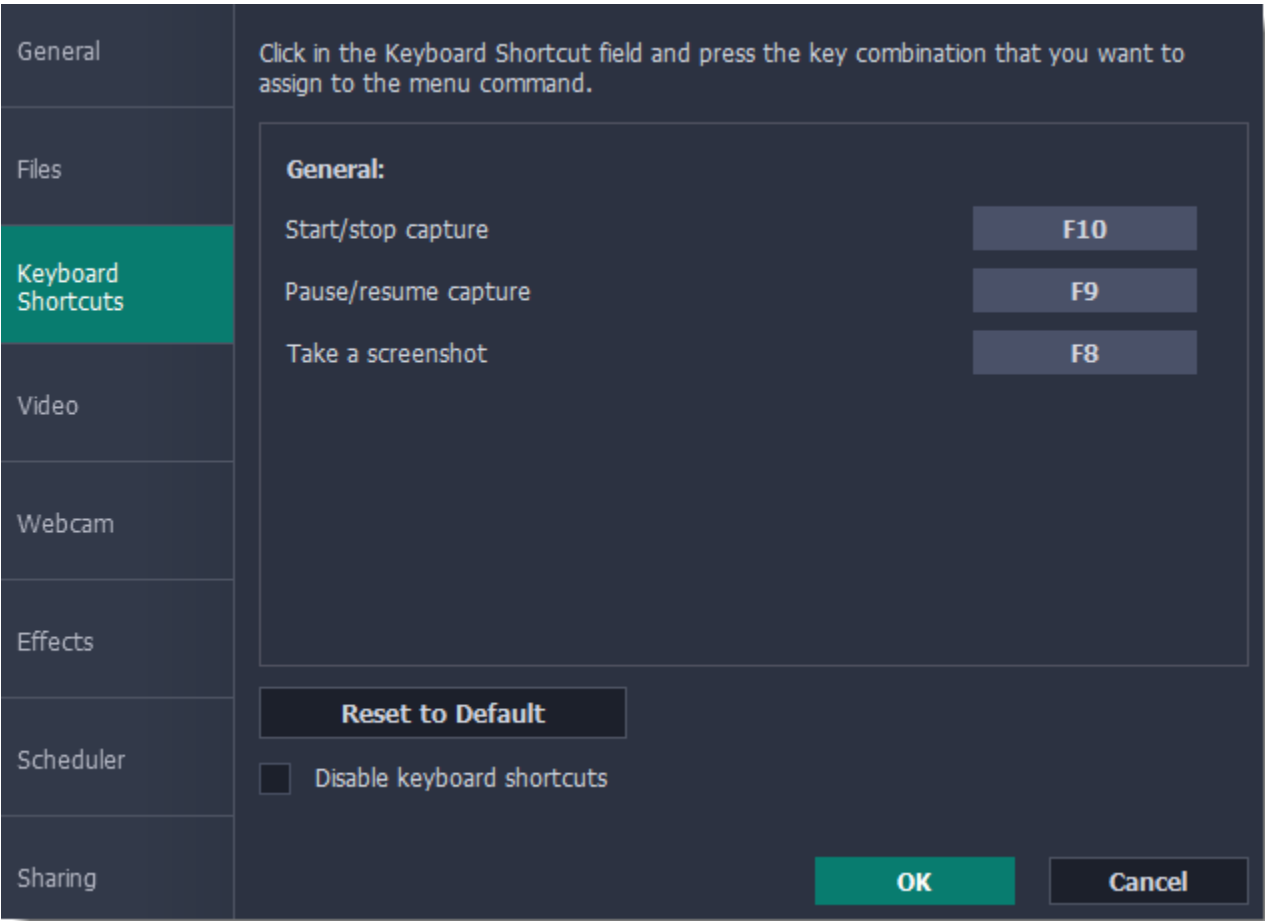 General
Files
Keyboard
Shortcuts
Video
Webcam
Effects
Scheduler
Sharing
Click in the Keyboard Shortcut field and press the key combination that you want to
assign to the menu command.
General:
Start/stop capture F10
Pause/resume capture F9
Take a screenshot F8
Reset to Default
Disable keyboard shortcuts
OK Cancel